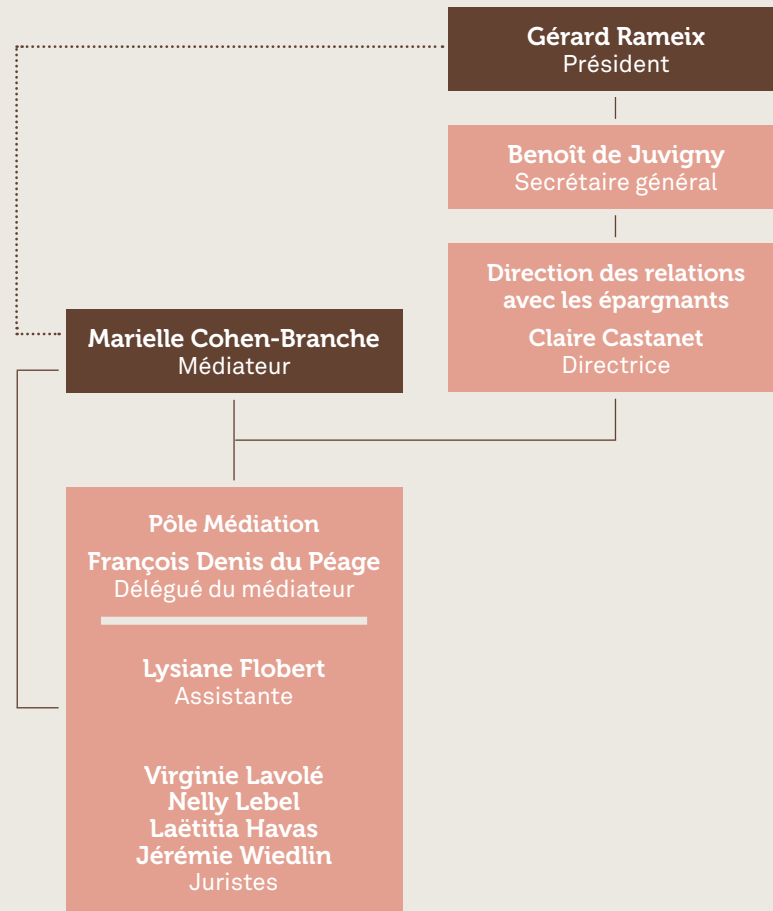 Gérard Rameix
Président
Benoît de Juvigny
Secrétaire général
Direction des relations
avec les épargnants
Claire Castanet
Directrice
Marielle Cohen-Branche
Médiateur
Pôle Médiation
François Denis du Péage
Délégué du médiateur
Lysiane Flobert
Assistante
Virginie Lavolé
Nelly Lebel
Laëtitia Havas
Jérémie Wiedlin
Juristes